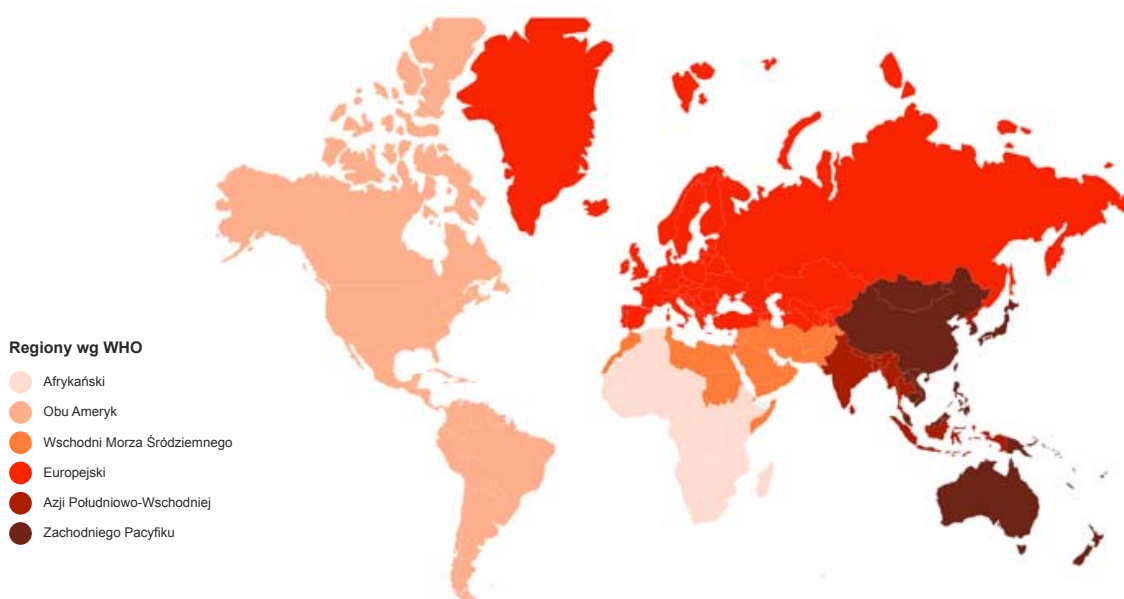 Regiony wg WHO
Afrykański
Obu Ameryk
Wschodni Morza Śródziemnego
Europejski
Azji Południowo-Wschodniej
Zachodniego Pacyfiku